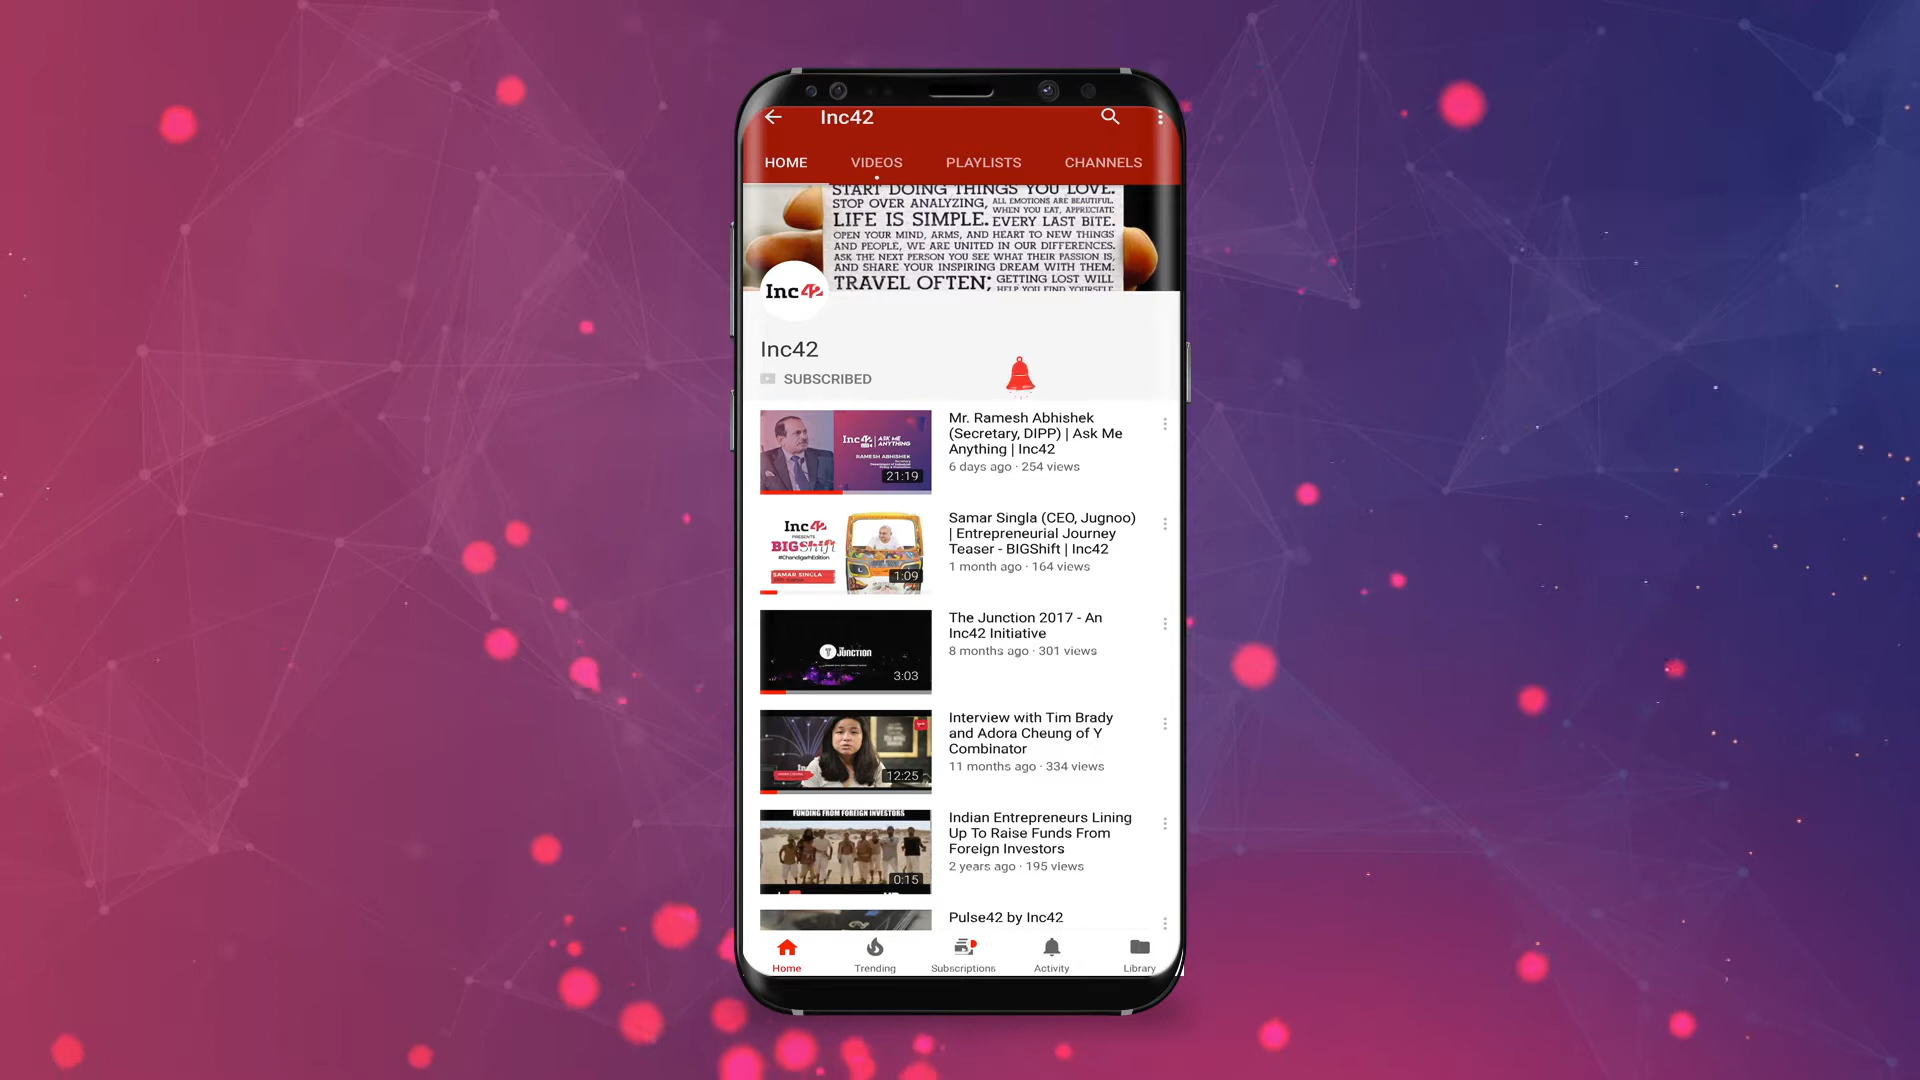 Inc42
HOME VIDEOS PLAYLISTS CHANNELS
START DOING THINGS YOU LOVE.
STOP OVER ANALYZING, ALL EMOTIONS ARE BEAUTIFUL.
WHEN YOU EAT, APPRECIATE
LIFE IS SIMPLE. EVERY LAST BITE.
OPEN YOUR MIND, ARMS, AND HEART TO NEW THINGS
AND PEOPLE, WE ARE UNITED IN OUR DIFFERENCES.
ASK THE NEXT PERSON YOU SEE WHAT THEIR PASSION IS,
AND SHARE YOUR INSPIRING DREAM WITH THEM.
TRAVEL OFTEN; GETTING LOST WILL
HELP YOU FIND YOURSELF.
Inc42
Inc42
SUBSCRIBED
Inc42 ASK ME
ANYTHING
RAMESH ABHISHEK
Secretary
21:19
Mr. Ramesh Abhishek
(Secretary, DIPP) | Ask Me
Anything | Inc42
6 days ago · 254 views
Inc42
PRESENTS
BIGShift
#ChandigarhEdition
SAMAR SINGLA
1:09
Samar Singla (CEO, Jugnoo)
| Entrepreneurial Journey
Teaser - BIGShift | Inc42
1 month ago · 164 views
JUNCTION
3:03
The Junction 2017 - An
Inc42 Initiative
8 months ago · 301 views
12:25
Interview with Tim Brady
and Adora Cheung of Y
Combinator
11 months ago · 334 views
FUNDING FROM FOREIGN INVESTORS
0:15
Indian Entrepreneurs Lining
Up To Raise Funds From
Foreign Investors
2 years ago · 195 views
Pulse42 by Inc42
Home Trending Subscriptions Activity Library